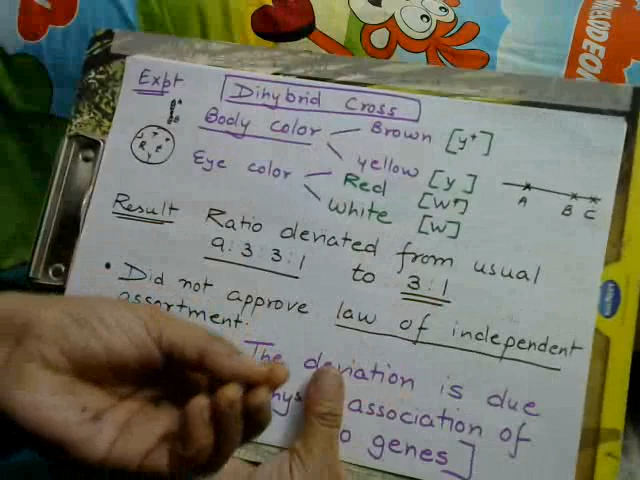 Expt
Dihybrid Cross
Body color Brown [y+]
yellow [y]
Eye color Red [w+]
White [w]
A B C
Result Ratio deviated from usual
9:3:3:1 to 3:1
• Did not approve law of independent
assortment.
The deviation is due
association of
genes]